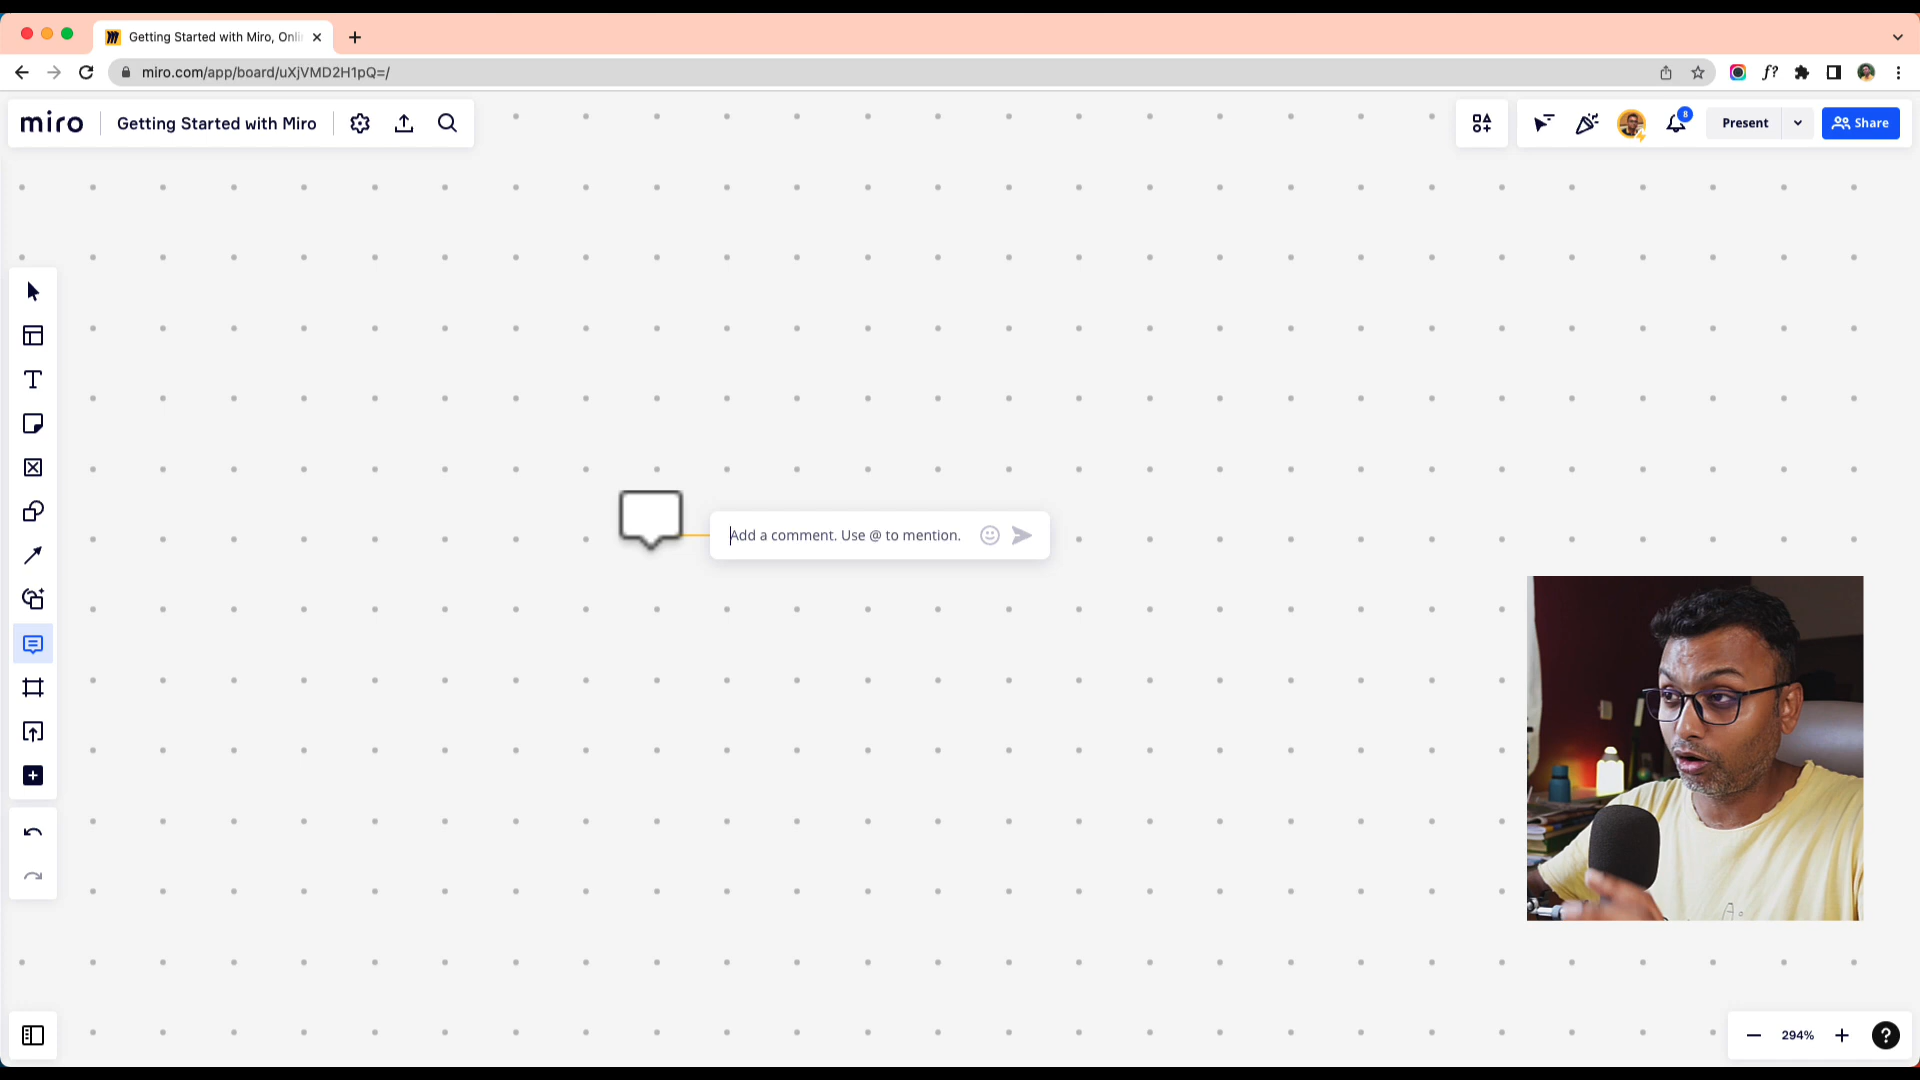 Getting Started with Miro, Onli
miro.com/app/board/uXjVMD2H1pQ=/
f?
miro
Getting Started with Miro
8
Present
Share
Add a comment. Use @ to mention.
294%
?